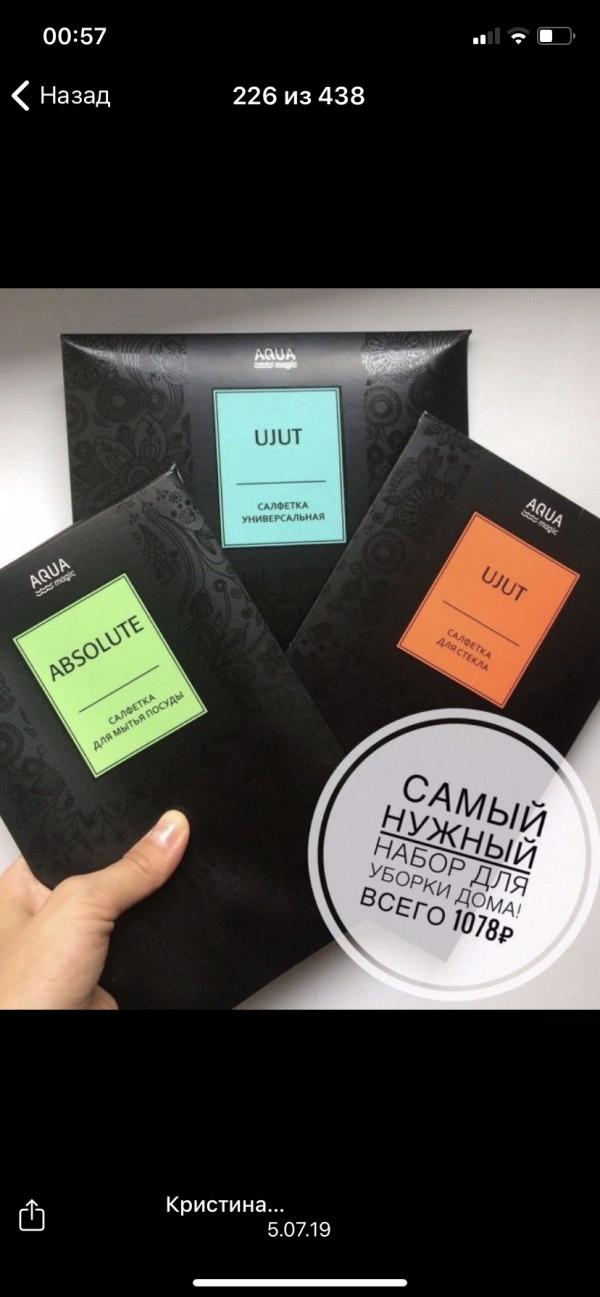 00:57
Назад
226 из 438
AQUA
magic
UJUT
САЛФЕТКА
УНИВЕРСАЛЬНАЯ
AQUA
magic
UJUT
САЛФЕТКА
ДЛЯ СТЕКЛА
AQUA
magic
ABSOLUTE
САЛФЕТКА
ДЛЯ МЫТЬЯ ПОСУДЫ
САМЫЙ
НУЖНЫЙ
НАБОР ДЛЯ
УБОРКИ ДОМА!
ВСЕГО 1078₽
Кристина...
5.07.19